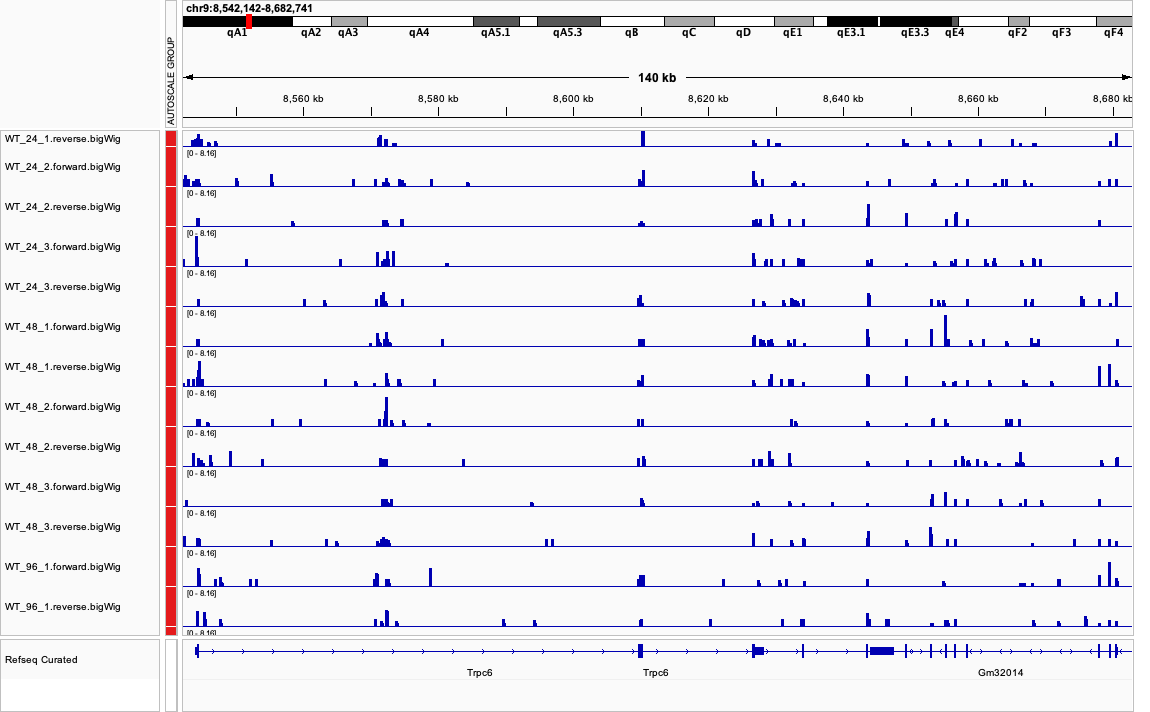 chr9:8,542,142-8,682,741
qA1 qA2 qA3 qA4 qA5.1 qA5.3 qB qC qD qE1 qE3.1 qE3.3 qE4 qF2 qF3 qF4
AUTOSCALE GROUP
140 kb
8,560 kb 8,580 kb 8,600 kb 8,620 kb 8,640 kb 8,660 kb 8,680 kb
WT_24_1.reverse.bigWig
[0 - 8.16]
WT_24_2.forward.bigWig
[0 - 8.16]
WT_24_2.reverse.bigWig
[0 - 8.16]
WT_24_3.forward.bigWig
[0 - 8.16]
WT_24_3.reverse.bigWig
[0 - 8.16]
WT_48_1.forward.bigWig
[0 - 8.16]
WT_48_1.reverse.bigWig
[0 - 8.16]
WT_48_2.forward.bigWig
[0 - 8.16]
WT_48_2.reverse.bigWig
[0 - 8.16]
WT_48_3.forward.bigWig
[0 - 8.16]
WT_48_3.reverse.bigWig
[0 - 8.16]
WT_96_1.forward.bigWig
[0 - 8.16]
WT_96_1.reverse.bigWig
[0 - 8.16]
Refseq Curated
Trpc6 Trpc6 Gm32014